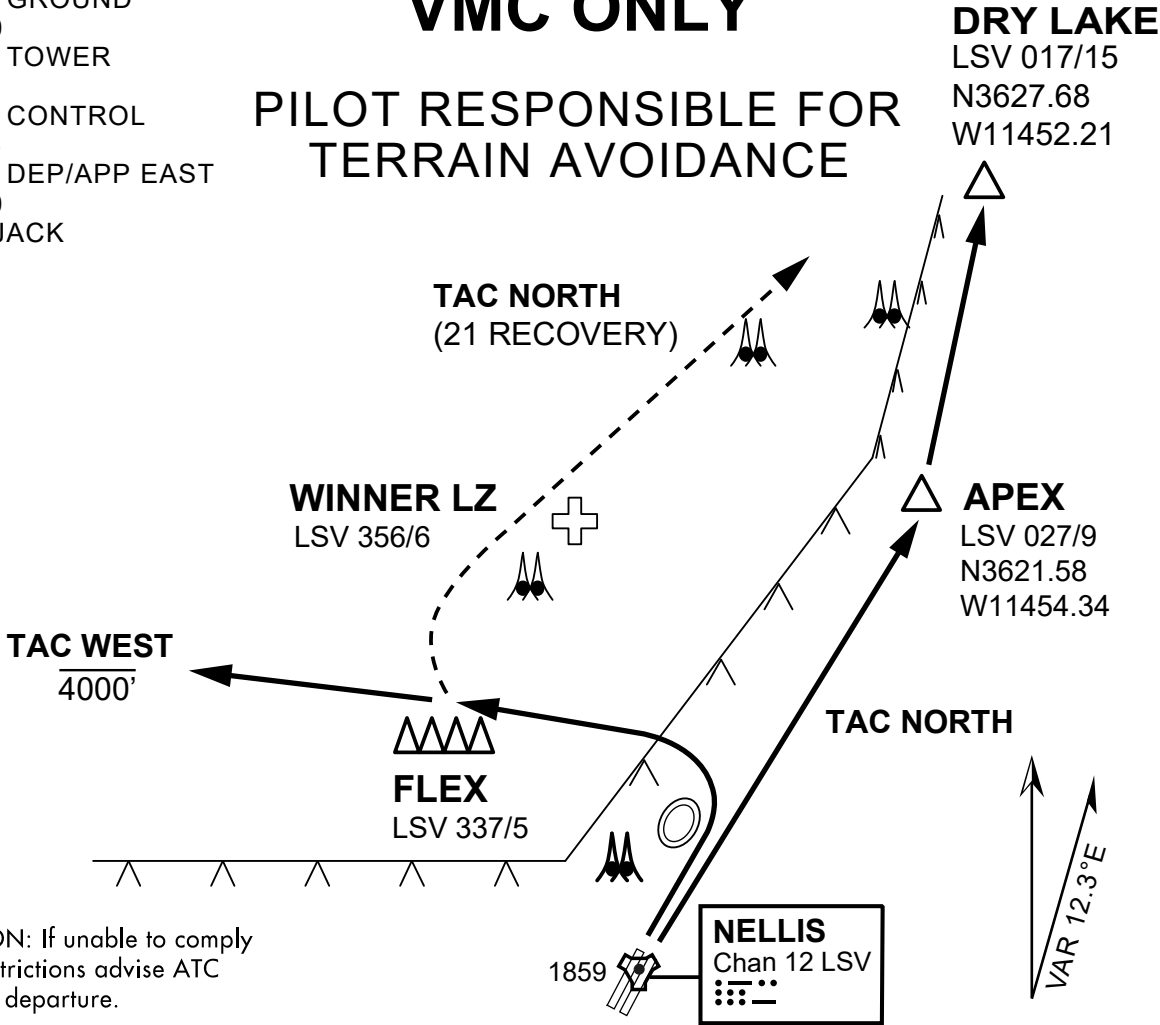 GROUND
TOWER
CONTROL
DEP/APP EAST
JACK
VMC ONLY
PILOT RESPONSIBLE FOR
TERRAIN AVOIDANCE
DRY LAKE
LSV 017/15
N3627.68
W11452.21
TAC NORTH
(21 RECOVERY)
WINNER LZ
LSV 356/6
APEX
LSV 027/9
N3621.58
W11454.34
TAC WEST
4000’
FLEX
LSV 337/5
TAC NORTH
VAR 12.3°E
NELLIS
Chan 12 LSV
1859
ON: If unable to comply
trictions advise ATC
departure.